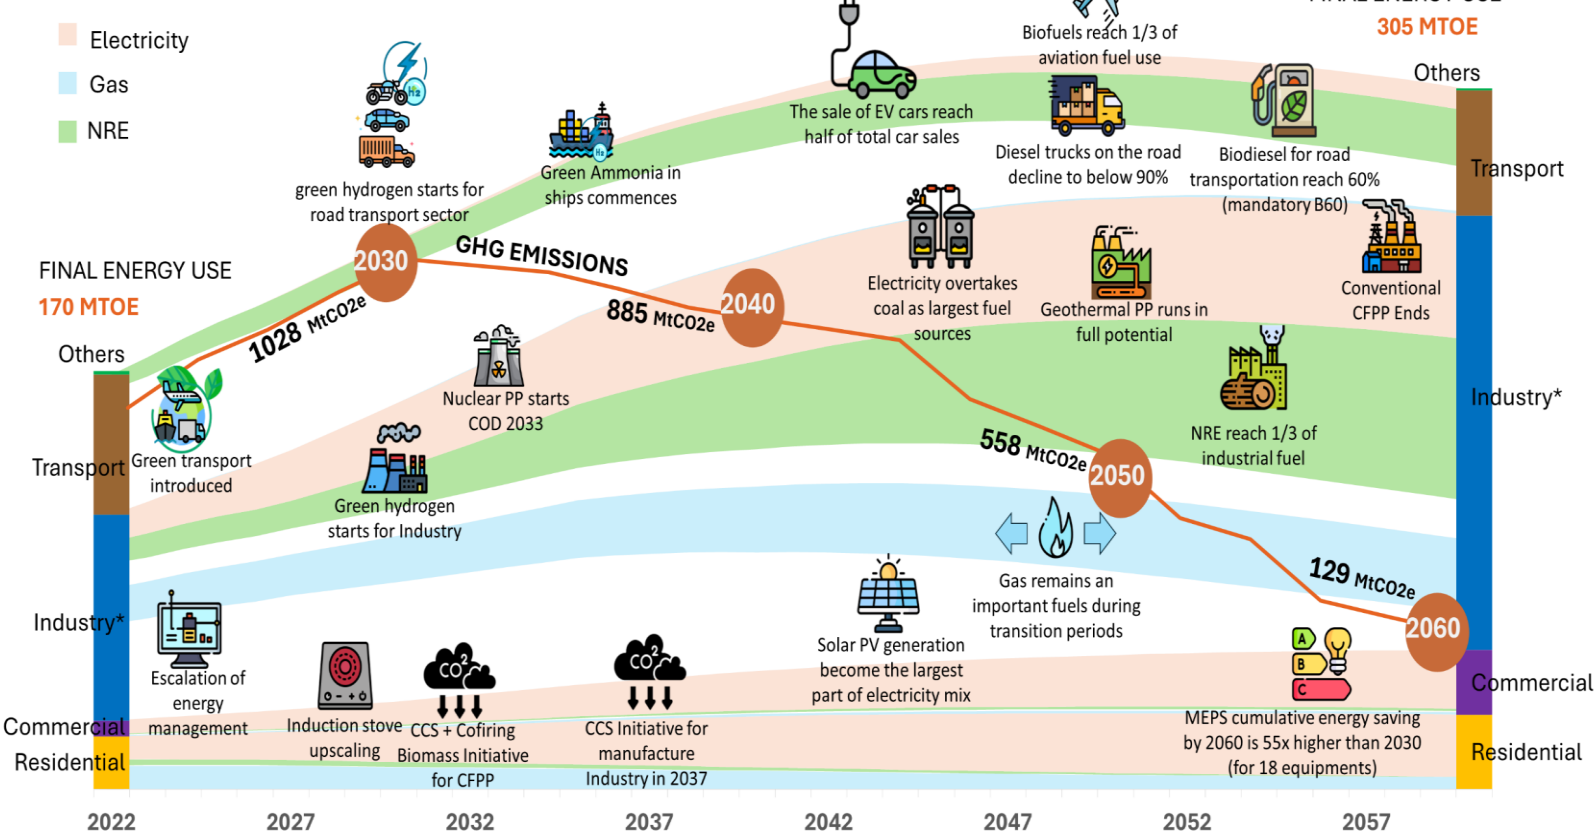 FINAL ENERGY USE
305 MTOE
Electricity
Gas
NRE
Others
Transport
Industry*
Commercial
Residential
Biofuels reach 1/3 of
aviation fuel use
The sale of EV cars reach
half of total car sales
Diesel trucks on the road
decline to below 90%
Biodiesel for road
transportation reach 60%
(mandatory B60)
H2
green hydrogen starts for
road transport sector
H2
Green Ammonia in
ships commences
2030
GHG EMISSIONS
1028 MtCO2e
885 MtCO2e
2040
Electricity overtakes
coal as largest fuel
sources
Geothermal PP runs in
full potential
Conventional
CFPP Ends
FINAL ENERGY USE
170 MTOE
Others
Transport
Industry*
Commercial
Residential
Green transport
introduced
Nuclear PP starts
COD 2033
Green hydrogen
starts for Industry
NRE reach 1/3 of
industrial fuel
558 MtCO2e
2050
129 MtCO2e
2060
Gas remains an
important fuels during
transition periods
Solar PV generation
become the largest
part of electricity mix
Escalation of
energy
management
Induction stove
upscaling
CO2
CCS + Cofiring
Biomass Initiative
for CFPP
CO2
CCS Initiative for
manufacture
Industry in 2037
A
B
C
MEPS cumulative energy saving
by 2060 is 55x higher than 2030
(for 18 equipments)
2022 2027 2032 2037 2042 2047 2052 2057